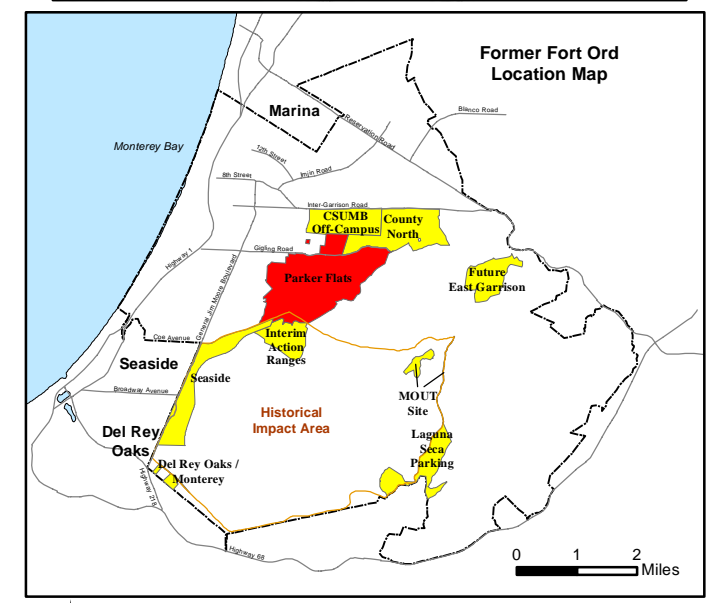 Former Fort Ord
Location Map
Marina
Blanco Road
Reservation Road
Monterey Bay
12th Street
Imjin Road
8th Street
Inter-Garrison Road
CSUMB
Off-Campus
County
North
Gigling Road
Highway 1
General Jim Moore Boulevard
Parker Flats
Future
East Garrison
Coe Avenue
Interim
Action
Ranges
Seaside
Seaside
Broadway Avenue
MOUT
Site
Historical
Impact Area
Del Rey
Oaks
Laguna
Seca
Parking
Del Rey Oaks /
Monterey
Highway 218
Highway 68
0 1 2
Miles